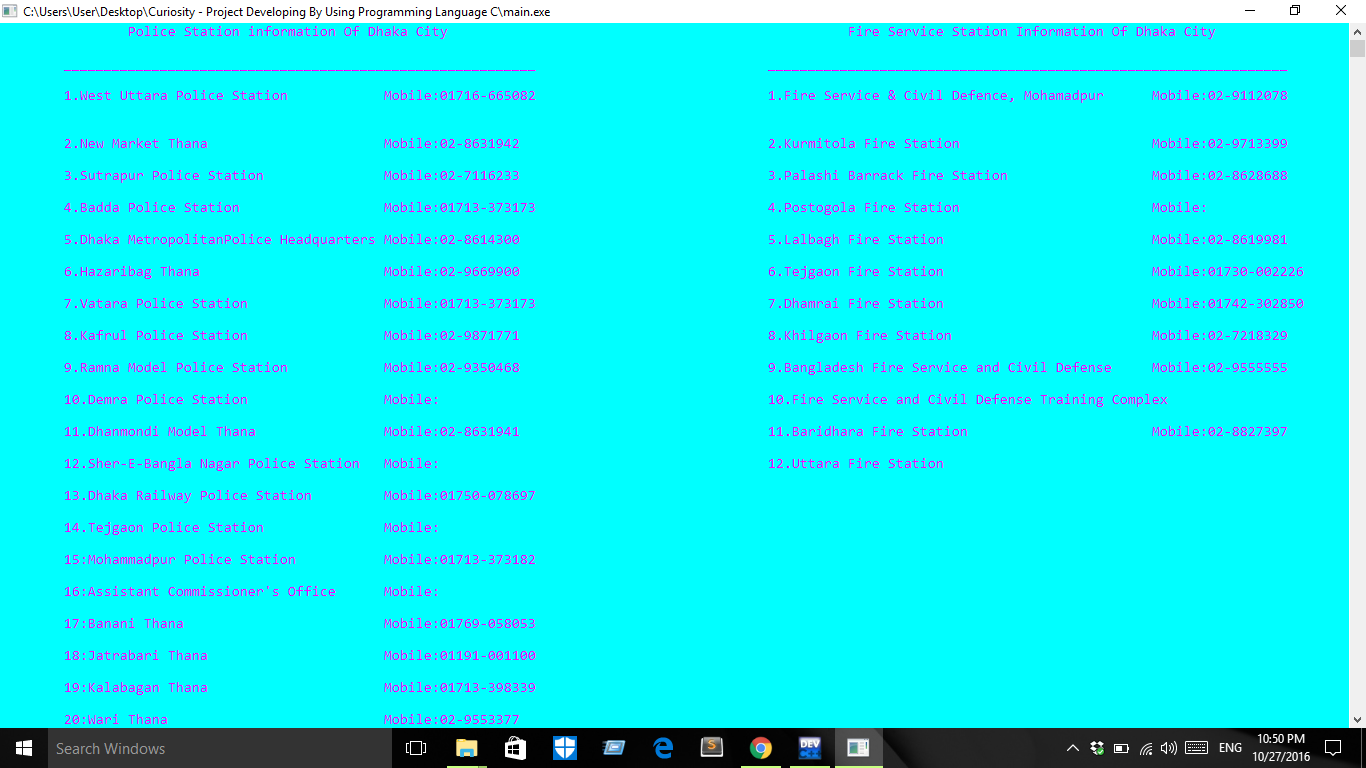 C:\Users\User\Desktop\Curiosity - Project Developing By Using Programming Language C\main.exe
Police Station information Of Dhaka City
1.West Uttara Police Station Mobile:01716-665082
2.New Market Thana Mobile:02-8631942
3.Sutrapur Police Station Mobile:02-7116233
4.Badda Police Station Mobile:01713-373173
5.Dhaka MetropolitanPolice Headquarters Mobile:02-8614300
6.Hazaribag Thana Mobile:02-9669900
7.Vatara Police Station Mobile:01713-373173
8.Kafrul Police Station Mobile:02-9871771
9.Ramna Model Police Station Mobile:02-9350468
10.Demra Police Station Mobile:
11.Dhanmondi Model Thana Mobile:02-8631941
12.Sher-E-Bangla Nagar Police Station Mobile:
13.Dhaka Railway Police Station Mobile:01750-078697
14.Tejgaon Police Station Mobile:
15:Mohammadpur Police Station Mobile:01713-373182
16:Assistant Commissioner's Office Mobile:
17:Banani Thana Mobile:01769-058053
18:Jatrabari Thana Mobile:01191-001100
19:Kalabagan Thana Mobile:01713-398339
20:Wari Thana Mobile:02-9553377
Fire Service Station Information Of Dhaka City
1.Fire Service & Civil Defence, Mohamadpur Mobile:02-9112078
2.Kurmitola Fire Station Mobile:02-9713399
3.Palashi Barrack Fire Station Mobile:02-8628688
4.Postogola Fire Station Mobile:
5.Lalbagh Fire Station Mobile:02-8619981
6.Tejgaon Fire Station Mobile:01730-002226
7.Dhamrai Fire Station Mobile:01742-302850
8.Khilgaon Fire Station Mobile:02-7218329
9.Bangladesh Fire Service and Civil Defense Mobile:02-9555555
10.Fire Service and Civil Defense Training Complex
11.Baridhara Fire Station Mobile:02-8827397
12.Uttara Fire Station
Search Windows
S
DEV
ENG
10:50 PM
10/27/2016